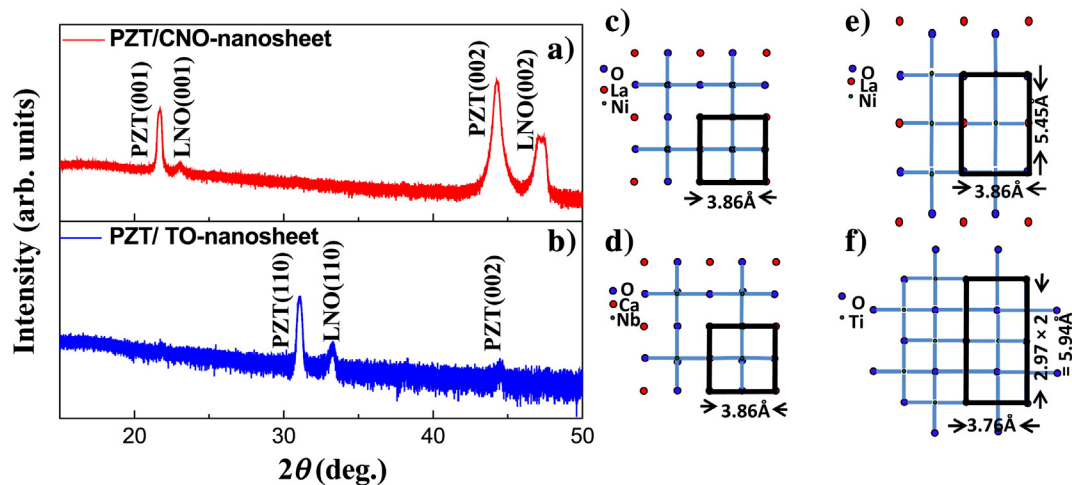 PZT/CNO-nanosheet
a)
PZT(001)
LNO(001)
PZT(002)
LNO(002)
PZT/ TO-nanosheet
b)
PZT(110)
LNO(110)
PZT(002)
Intensity (arb. units)
20
30
40
50
2θ (deg.)
c)
O
La
Ni
3.86Å
d)
O
Ca
Nb
3.86Å
e)
O
La
Ni
5.45Å
3.86Å
f)
O
Ti
2.97 × 2
= 5.94Å
3.76Å